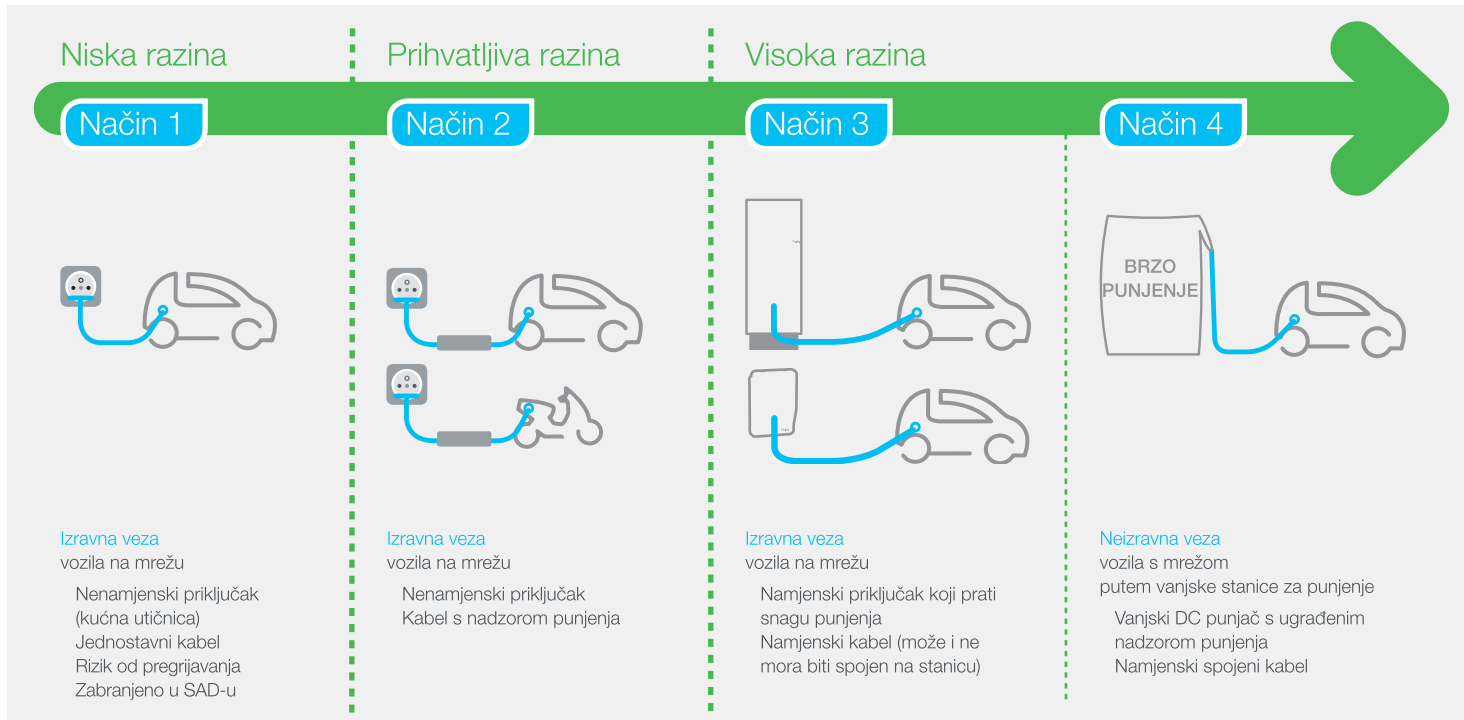 Niska razina
Prihvatljiva razina
Visoka razina
Način 1
Način 2
Način 3
Način 4
BRZO
PUNJENJE
Izravna veza
vozila na mrežu
Nenamjenski priključak
(kućna utičnica)
Jednostavni kabel
Rizik od pregrijavanja
Zabranjeno u SAD-u
Izravna veza
vozila na mrežu
Nenamjenski priključak
Kabel s nadzorom punjenja
Izravna veza
vozila na mrežu
Namjenski priključak koji prati
snagu punjenja
Namjenski kabel (može i ne
mora biti spojen na stanicu)
Neizravna veza
vozila s mrežom
putem vanjske stanice za punjenje
Vanjski DC punjač s ugrađenim
nadzorom punjenja
Namjenski spojeni kabel